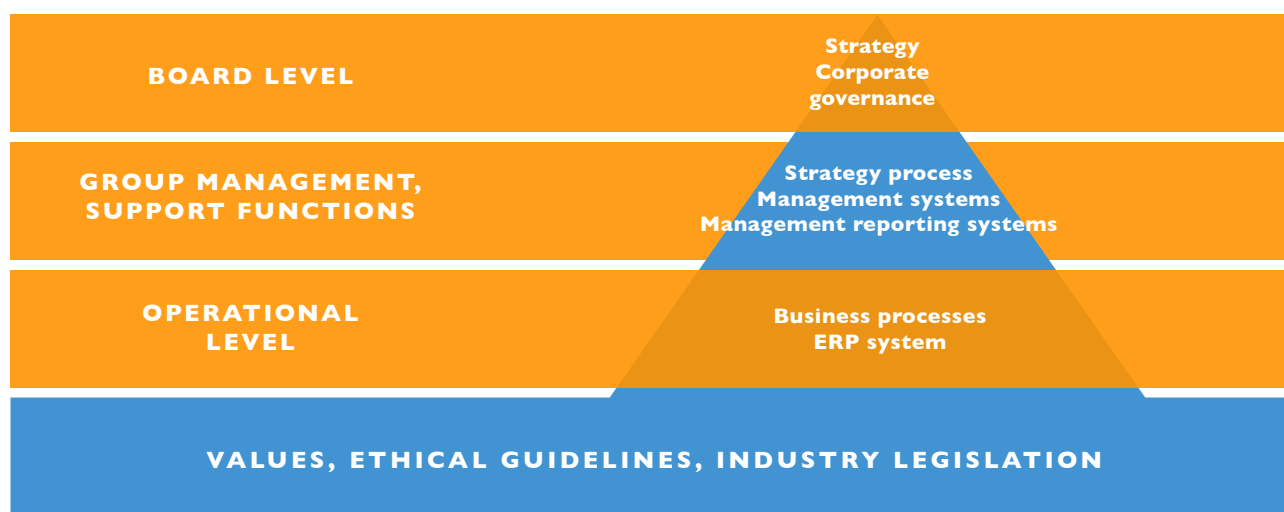 BOARD LEVEL
Strategy
Corporate
governance
GROUP MANAGEMENT,
SUPPORT FUNCTIONS
Strategy process
Management systems
Management reporting systems
OPERATIONAL
LEVEL
Business processes
ERP system
VALUES, ETHICAL GUIDELINES, INDUSTRY LEGISLATION